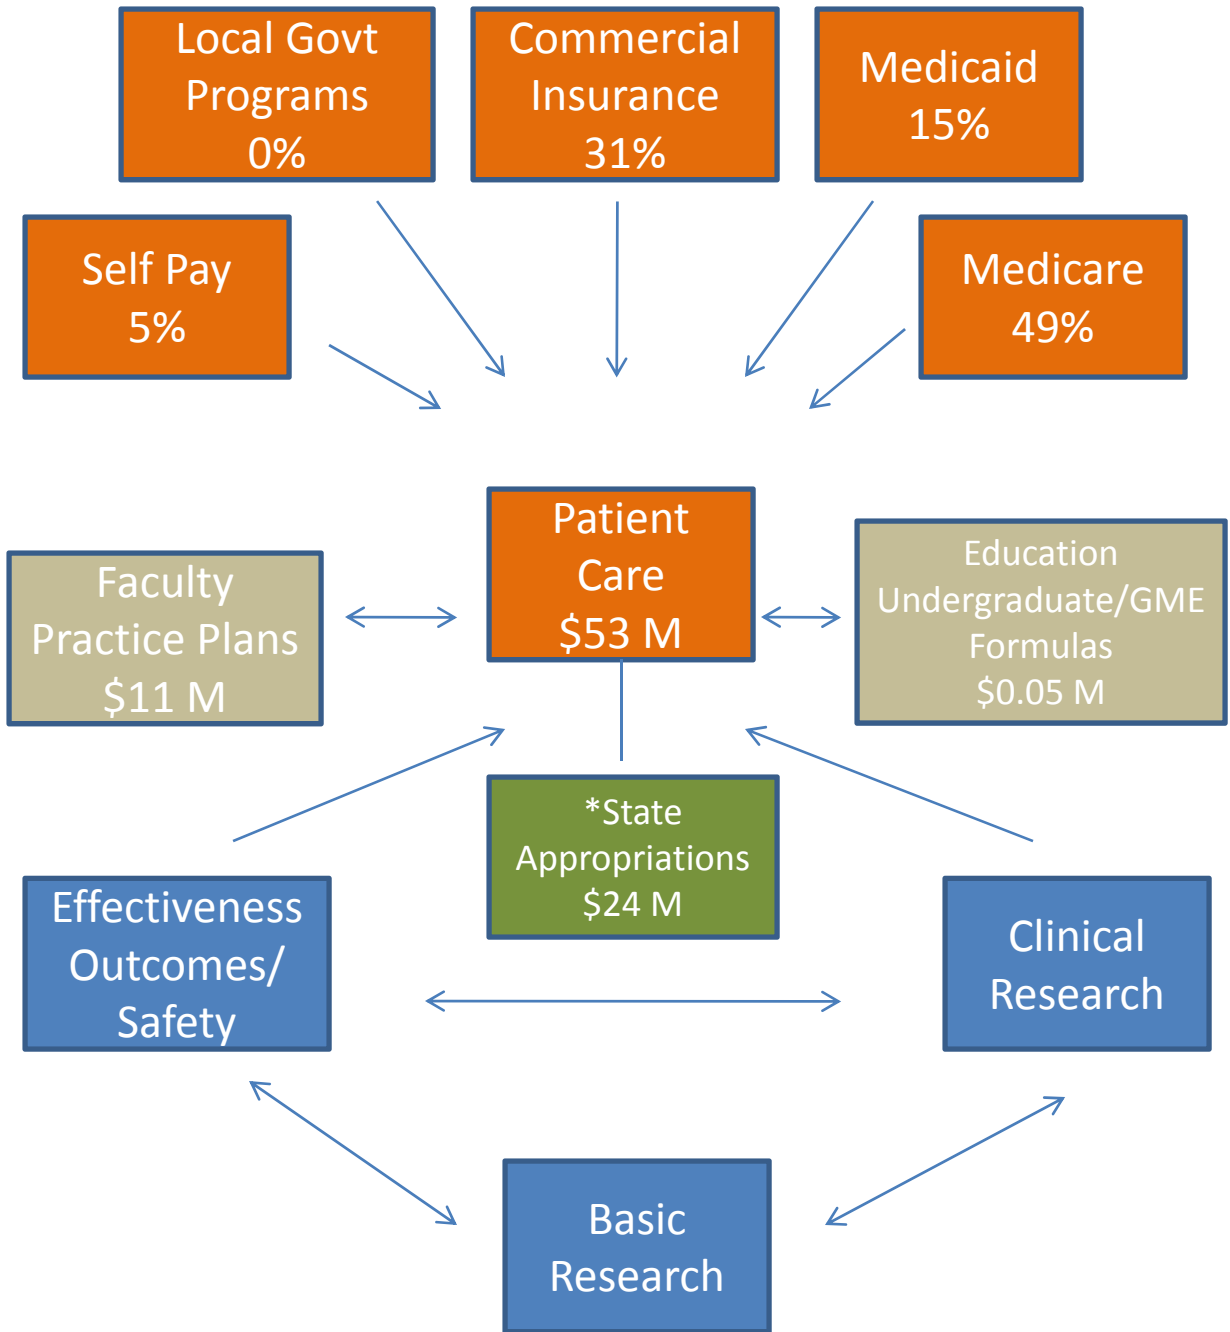 Local Govt
Programs
0%
Commercial
Insurance
31%
Medicaid
15%
Self Pay
5%
Medicare
49%
Patient
Care
$53 M
Faculty
Practice Plans
$11 M
Education
Undergraduate/GME
Formulas
$0.05 M
*State
Appropriations
$24 M
Effectiveness
Outcomes/
Safety
Clinical
Research
Basic
Research